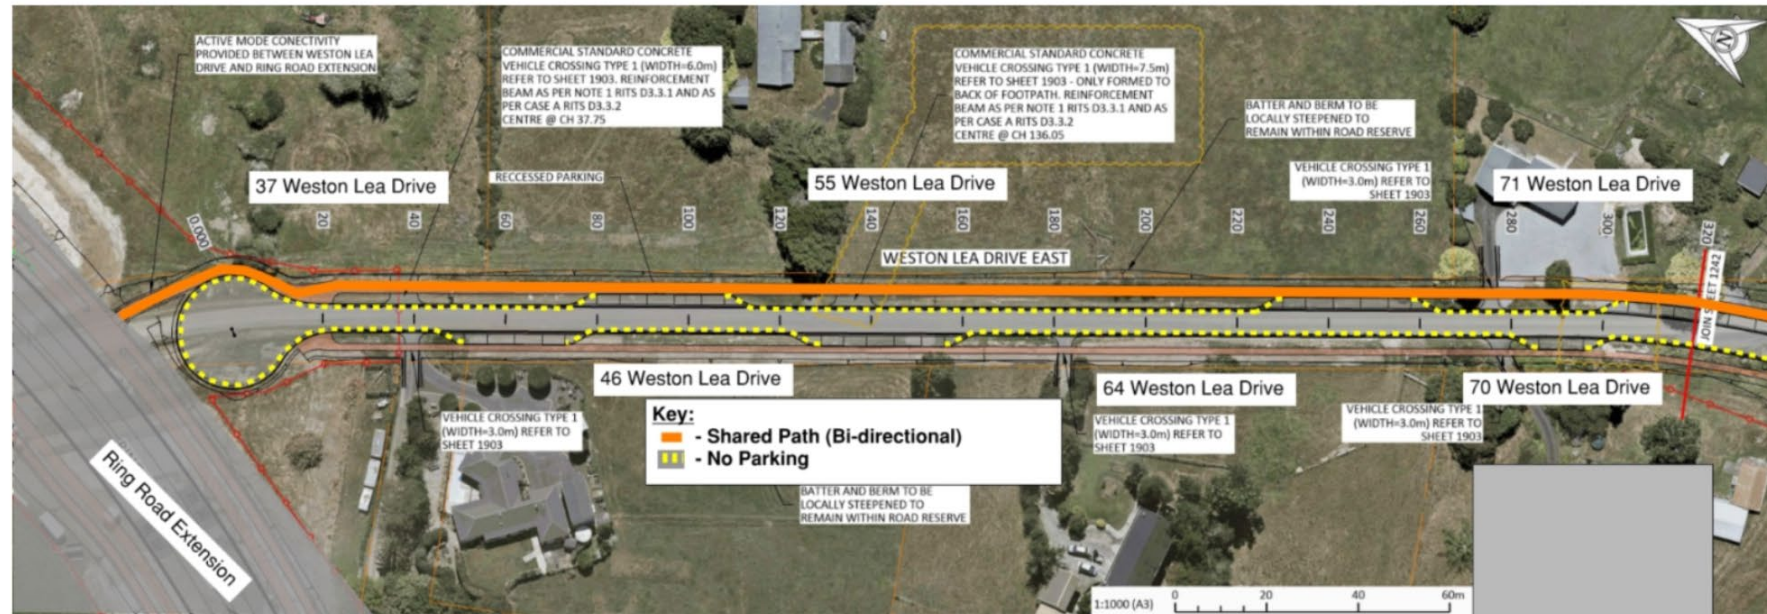 ACTIVE MODE CONECTIVITY
PROVIDED BETWEEN WESTON LEA
DRIVE AND RING ROAD EXTENSION
COMMERCIAL STANDARD CONCRETE
VEHICLE CROSSING TYPE 1 (WIDTH=6.0m)
REFER TO SHEET 1903. REINFORCEMENT
BEAM AS PER NOTE 1 RITS D3.3.1 AND AS
PER CASE A RITS D3.3.2
CENTRE @ CH 37.75
COMMERCIAL STANDARD CONCRETE
VEHICLE CROSSING TYPE 1 (WIDTH=7.5m)
REFER TO SHEET 1903 - ONLY FORMED TO
BACK OF FOOTPATH. REINFORCEMENT
BEAM AS PER NOTE 1 RITS D3.3.1 AND AS
PER CASE A RITS D3.3.2
CENTRE @ CH 136.05
BATTER AND BERM TO BE
LOCALLY STEEPENED TO
REMAIN WITHIN ROAD RESERVE
N
VEHICLE CROSSING TYPE 1
(WIDTH=3.0m) REFER TO
SHEET 1903
37 Weston Lea Drive
RECCESSED PARKING
55 Weston Lea Drive
71 Weston Lea Drive
0.000
20
40
60
80
100
120
140
160
180
200
220
240
260
280
300
320
WESTON LEA DRIVE EAST
JOIN SHEET 1242
46 Weston Lea Drive
64 Weston Lea Drive
70 Weston Lea Drive
Key:
- Shared Path (Bi-directional)
- No Parking
VEHICLE CROSSING TYPE 1
(WIDTH=3.0m) REFER TO
SHEET 1903
VEHICLE CROSSING TYPE 1
(WIDTH=3.0m) REFER TO
SHEET 1903
VEHICLE CROSSING TYPE 1
(WIDTH=3.0m) REFER TO
SHEET 1903
BATTER AND BERM TO BE
LOCALLY STEEPENED TO
REMAIN WITHIN ROAD RESERVE
Ring Road Extension
1:1000 (A3)
0
20
40
60m